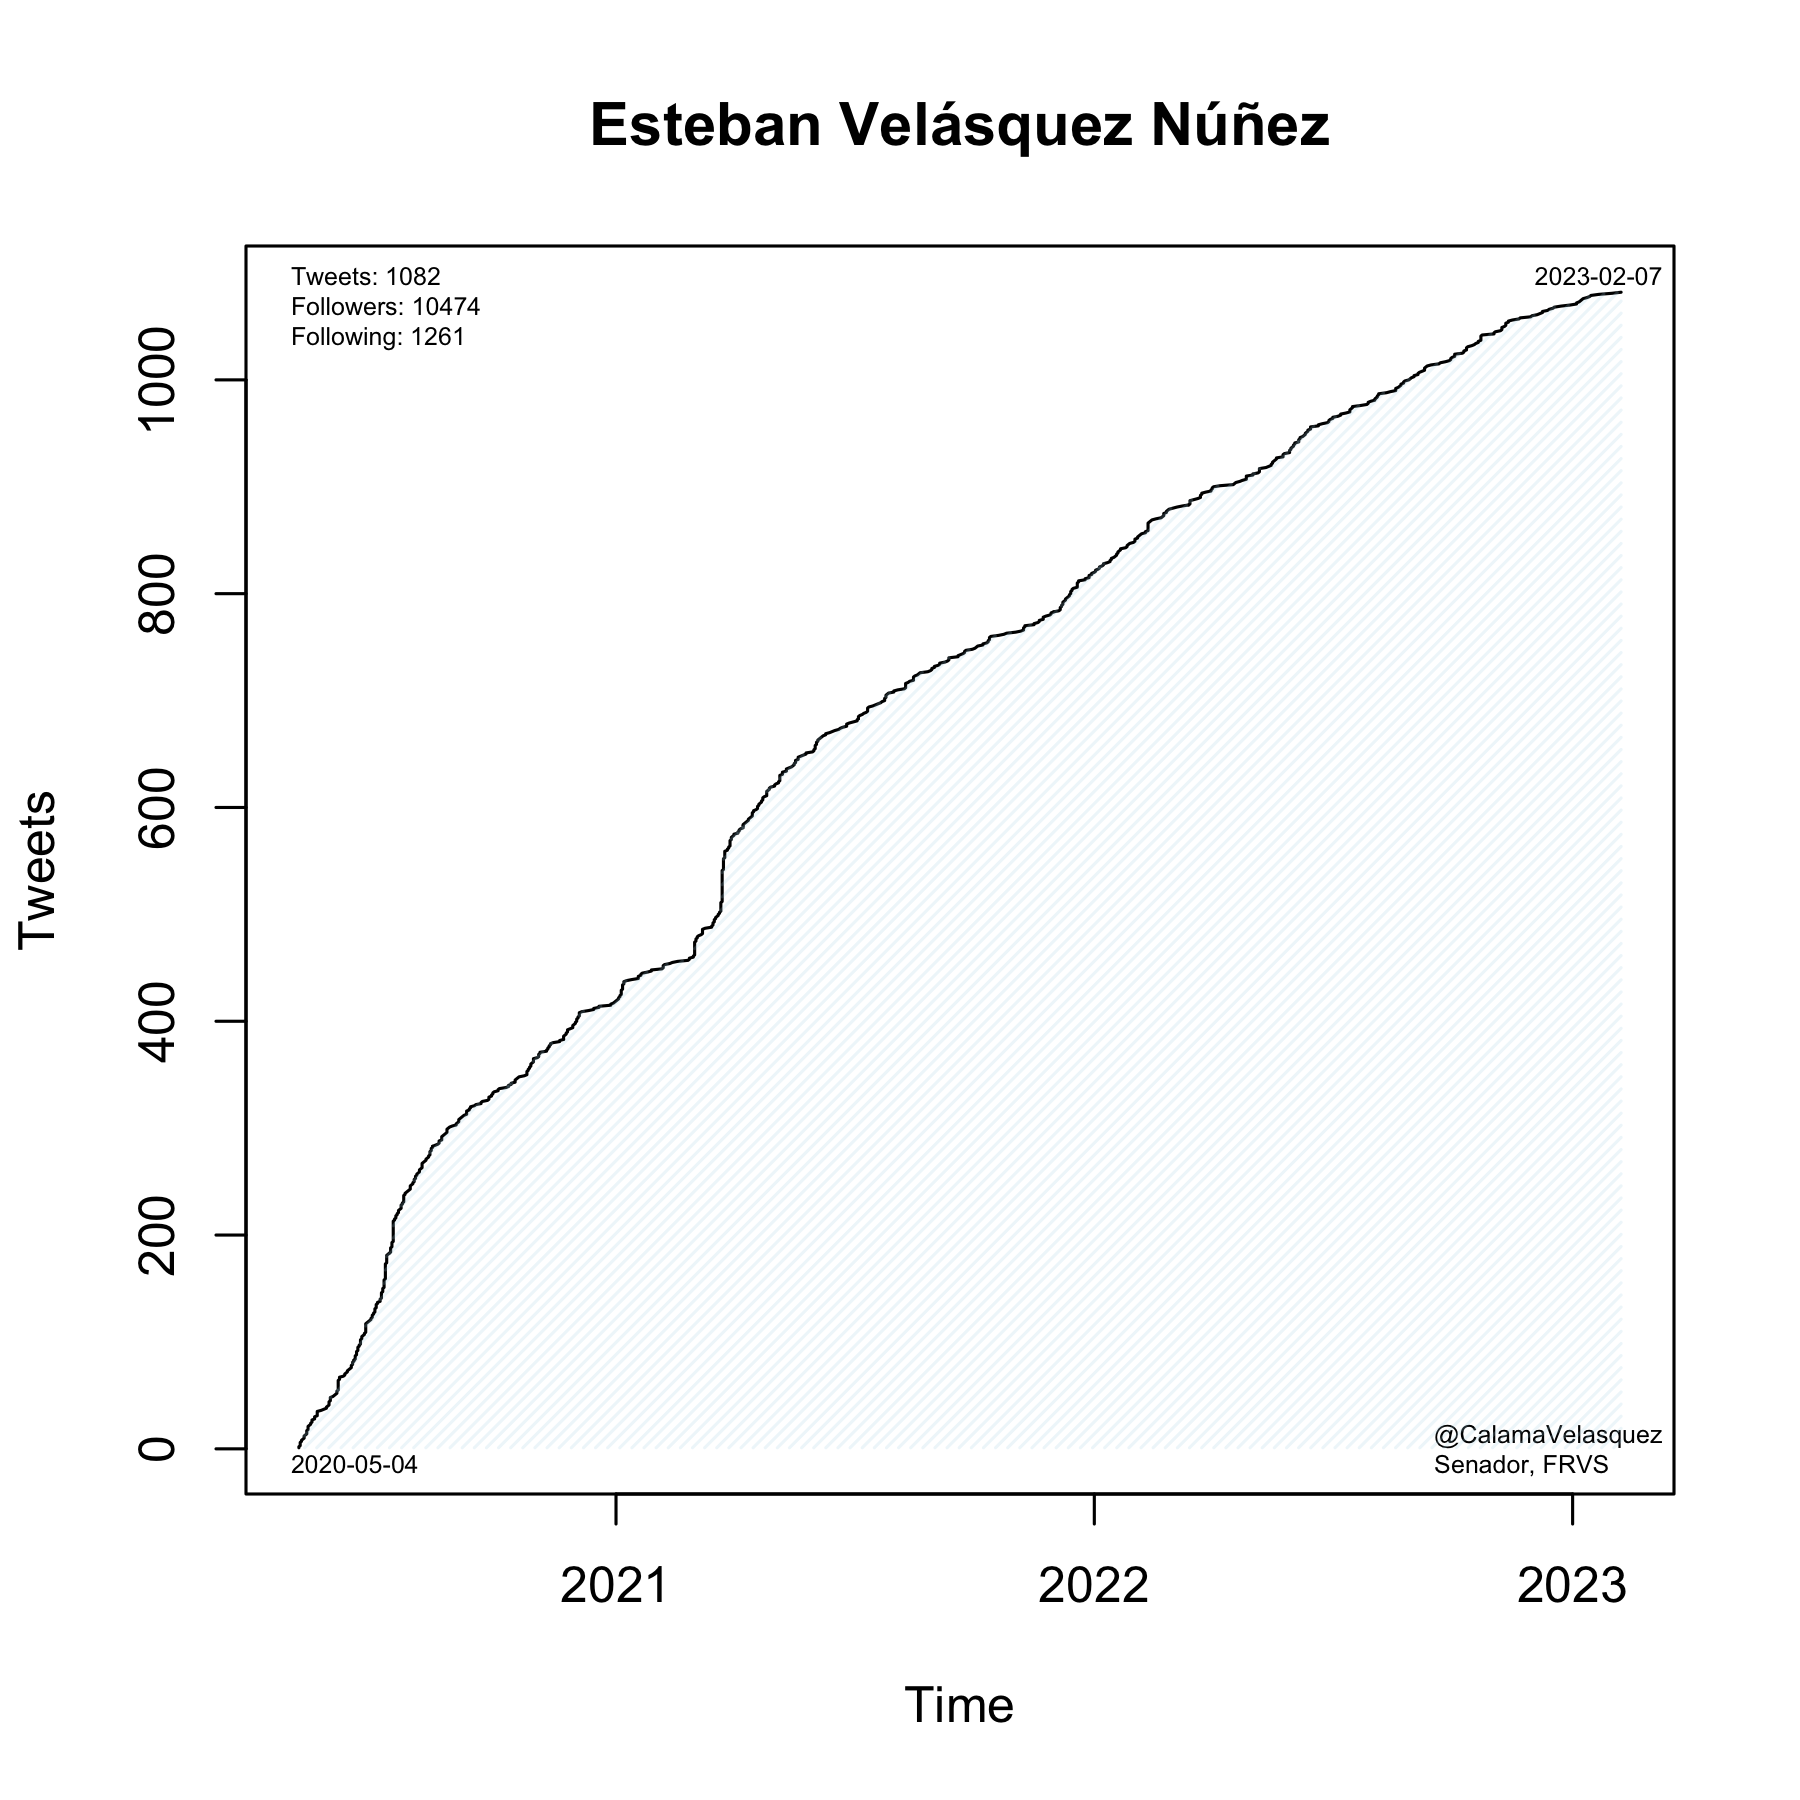 Esteban Velásquez Núñez
Tweets: 1082
Followers: 10474
Following: 1261
2023-02-07
1000
800
600
400
200
0
Tweets
2020-05-04
@CalamaVelasquez
Senador, FRVS
2021
2022
2023
Time